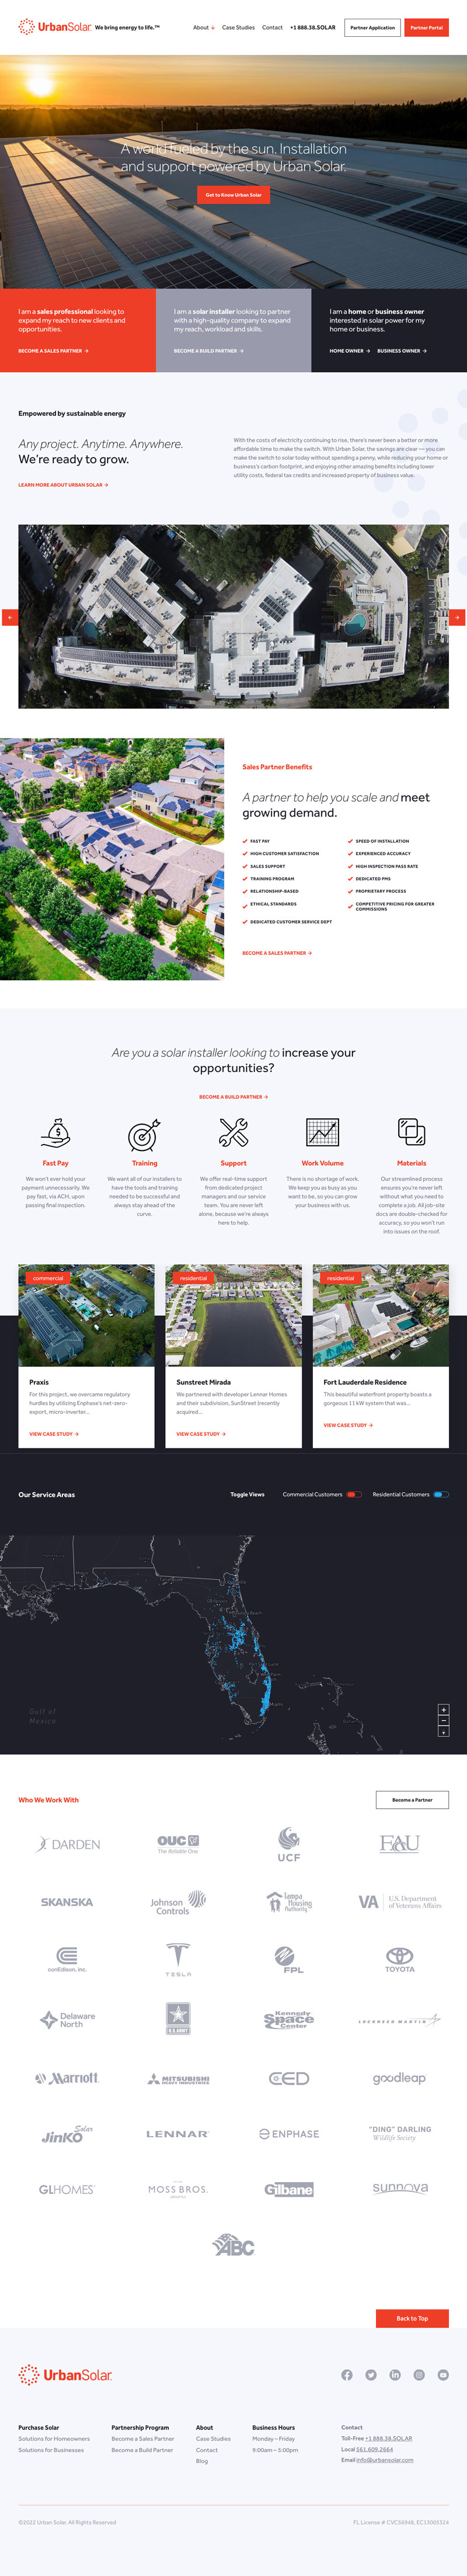 UrbanSolar. We bring energy to life.™
About
Case Studies
Contact
+1 888.38.SOLAR
Partner Application
Partner Portal
A world fueled by the sun. Installation
and support powered by Urban Solar.
Get to Know Urban Solar
I am a sales professional looking to
expand my reach to new clients and
opportunities.
BECOME A SALES PARTNER →
I am a solar installer looking to partner
with a high-quality company to expand
my reach, workload and skills.
BECOME A BUILD PARTNER →
I am a home or business owner
interested in solar power for my
home or business.
HOME OWNER → BUSINESS OWNER →
Empowered by sustainable energy
Any project. Anytime. Anywhere.
We're ready to grow.
LEARN MORE ABOUT URBAN SOLAR →
With the costs of electricity continuing to rise, there's never been a better or more
affordable time to make the switch. With Urban Solar, the savings are clear — you can
make the switch to solar today without spending a penny, while reducing your home or
business's carbon footprint, and enjoying other amazing benefits including lower
utility costs, federal tax credits and increased property of business value.
Sales Partner Benefits
A partner to help you scale and meet
growing demand.
FAST PAY
HIGH CUSTOMER SATISFACTION
SALES SUPPORT
TRAINING PROGRAM
RELATIONSHIP-BASED
ETHICAL STANDARDS
DEDICATED CUSTOMER SERVICE DEPT
SPEED OF INSTALLATION
EXPERIENCED ACCURACY
HIGH INSPECTION PASS RATE
DEDICATED PMS
PROPRIETARY PROCESS
COMPETITIVE PRICING FOR GREATER
COMMISSIONS
BECOME A SALES PARTNER →
Are you a solar installer looking to increase your
opportunities?
BECOME A BUILD PARTNER →
Fast Pay
We won't ever hold your
payment unnecessarily. We
pay fast, via ACH, upon
passing final inspection.
Training
We want all of our installers to
have the tools and training
needed to be successful and
always stay ahead of the
curve.
Support
We offer real-time support
from dedicated project
managers and our service
team. You are never left
alone, because we're always
here to help.
Work Volume
There is no shortage of work.
We keep you as busy as you
want to be, so you can grow
your business with us.
Materials
Our streamlined process
ensures you're never left
without what you need to
complete a job. All job-site
docs are double-checked for
accuracy, so you won't run
into issues on the roof.
commercial
Praxis
For this project, we overcame regulatory
hurdles by utilizing Enphase's net-zero-
export, micro-inverter...
VIEW CASE STUDY →
residential
Sunstreet Mirada
We partnered with developer Lennar Homes
and their subdivision, SunStreet (recently
acquired...
VIEW CASE STUDY →
residential
Fort Lauderdale Residence
This beautiful waterfront property boasts a
gorgeous 11 kW system that was...
VIEW CASE STUDY →
Our Service Areas
Toggle Views
Commercial Customers
Residential Customers
Gulf of
Mexico
Who We Work With
Become a Partner
DARDEN
OUC
The Reliable One
UCF
FAU
SKANSKA
Johnson
Controls
Tampa
Housing
Authority
VA
U.S. Department
of Veterans Affairs
conEdison, inc.
TESLA
FPL
TOYOTA
Delaware
North
U.S. ARMY
Kennedy
Space
Center
LOCKHEED MARTIN
Marriott
MITSUBISHI
HEAVY INDUSTRIES
CED
goodleap
JinKO Solar
LENNAR
ENPHASE
"DING" DARLING
Wildlife Society
GLHOMES
MOSS BROS.
Gilbane
sunnova
ABC
Back to Top
UrbanSolar.
Purchase Solar
Solutions for Homeowners
Solutions for Businesses
Partnership Program
Become a Sales Partner
Become a Build Partner
About
Case Studies
Contact
Blog
Business Hours
Monday – Friday
9:00am – 5:00pm
Contact
Toll-Free +1 888.38.SOLAR
Local 561.609.2664
Email info@urbansolar.com
©2022 Urban Solar. All Rights Reserved
FL License # CVC56948, EC13005324